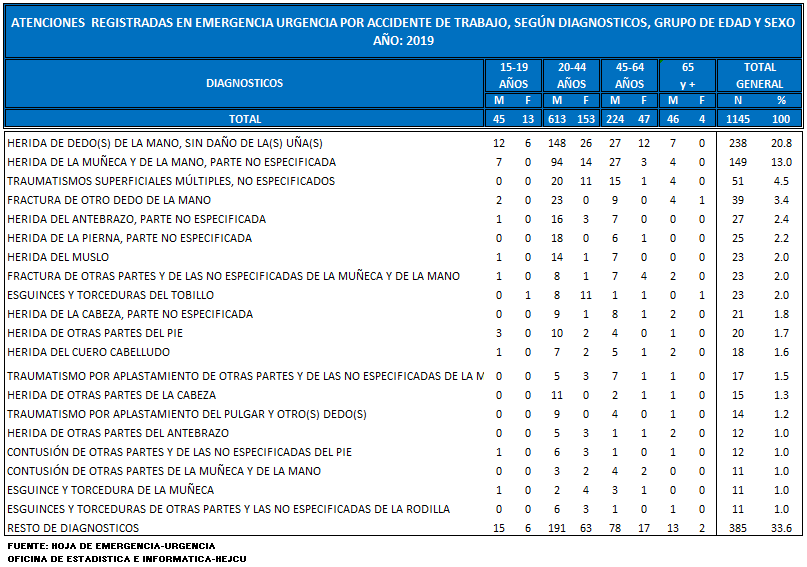 ATENCIONES REGISTRADAS EN EMERGENCIA URGENCIA POR ACCIDENTE DE TRABAJO, SEGÚN DIAGNOSTICOS, GRUPO DE EDAD Y SEXO
AÑO: 2019
DIAGNOSTICOS 15-19 AÑOS 20-44 AÑOS 45-64 AÑOS 65 y + TOTAL GENERAL
M F M F M F M F N %
TOTAL 45 13 613 153 224 47 46 4 1145 100
HERIDA DE DEDO(S) DE LA MANO, SIN DAÑO DE LA(S) UÑA(S) 12 6 148 26 27 12 7 0 238 20.8
HERIDA DE LA MUÑECA Y DE LA MANO, PARTE NO ESPECIFICADA 7 0 94 14 27 3 4 0 149 13.0
TRAUMATISMOS SUPERFICIALES MÚLTIPLES, NO ESPECIFICADOS 0 0 20 11 15 1 4 0 51 4.5
FRACTURA DE OTRO DEDO DE LA MANO 2 0 23 0 9 0 4 1 39 3.4
HERIDA DEL ANTEBRAZO, PARTE NO ESPECIFICADA 1 0 16 3 7 0 0 0 27 2.4
HERIDA DE LA PIERNA, PARTE NO ESPECIFICADA 0 0 18 0 6 1 0 0 25 2.2
HERIDA DEL MUSLO 1 0 14 1 7 0 0 0 23 2.0
FRACTURA DE OTRAS PARTES Y DE LAS NO ESPECIFICADAS DE LA MUÑECA Y DE LA MANO 1 0 8 1 7 4 2 0 23 2.0
ESGUINCES Y TORCEDURAS DEL TOBILLO 0 1 8 11 1 1 0 1 23 2.0
HERIDA DE LA CABEZA, PARTE NO ESPECIFICADA 0 0 9 1 8 1 2 0 21 1.8
HERIDA DE OTRAS PARTES DEL PIE 3 0 10 2 4 0 1 0 20 1.7
HERIDA DEL CUERO CABELLUDO 1 0 7 2 5 1 2 0 18 1.6
TRAUMATISMO POR APLASTAMIENTO DE OTRAS PARTES Y DE LAS NO ESPECIFICADAS DE LA M 0 0 5 3 7 1 1 0 17 1.5
HERIDA DE OTRAS PARTES DE LA CABEZA 0 0 11 0 2 1 1 0 15 1.3
TRAUMATISMO POR APLASTAMIENTO DEL PULGAR Y OTRO(S) DEDO(S) 0 0 9 0 4 0 1 0 14 1.2
HERIDA DE OTRAS PARTES DEL ANTEBRAZO 0 0 5 3 1 1 2 0 12 1.0
CONTUSIÓN DE OTRAS PARTES Y DE LAS NO ESPECIFICADAS DEL PIE 1 0 6 3 1 0 1 0 12 1.0
CONTUSIÓN DE OTRAS PARTES DE LA MUÑECA Y DE LA MANO 0 0 3 2 4 2 0 0 11 1.0
ESGUINCE Y TORCEDURA DE LA MUÑECA 1 0 2 4 3 1 0 0 11 1.0
ESGUINCES Y TORCEDURAS DE OTRAS PARTES Y LAS NO ESPECIFICADAS DE LA RODILLA 0 0 6 3 1 0 1 0 11 1.0
RESTO DE DIAGNOSTICOS 15 6 191 63 78 17 13 2 385 33.6
FUENTE: HOJA DE EMERGENCIA-URGENCIA
OFICINA DE ESTADISTICA E INFORMATICA-HEJCU